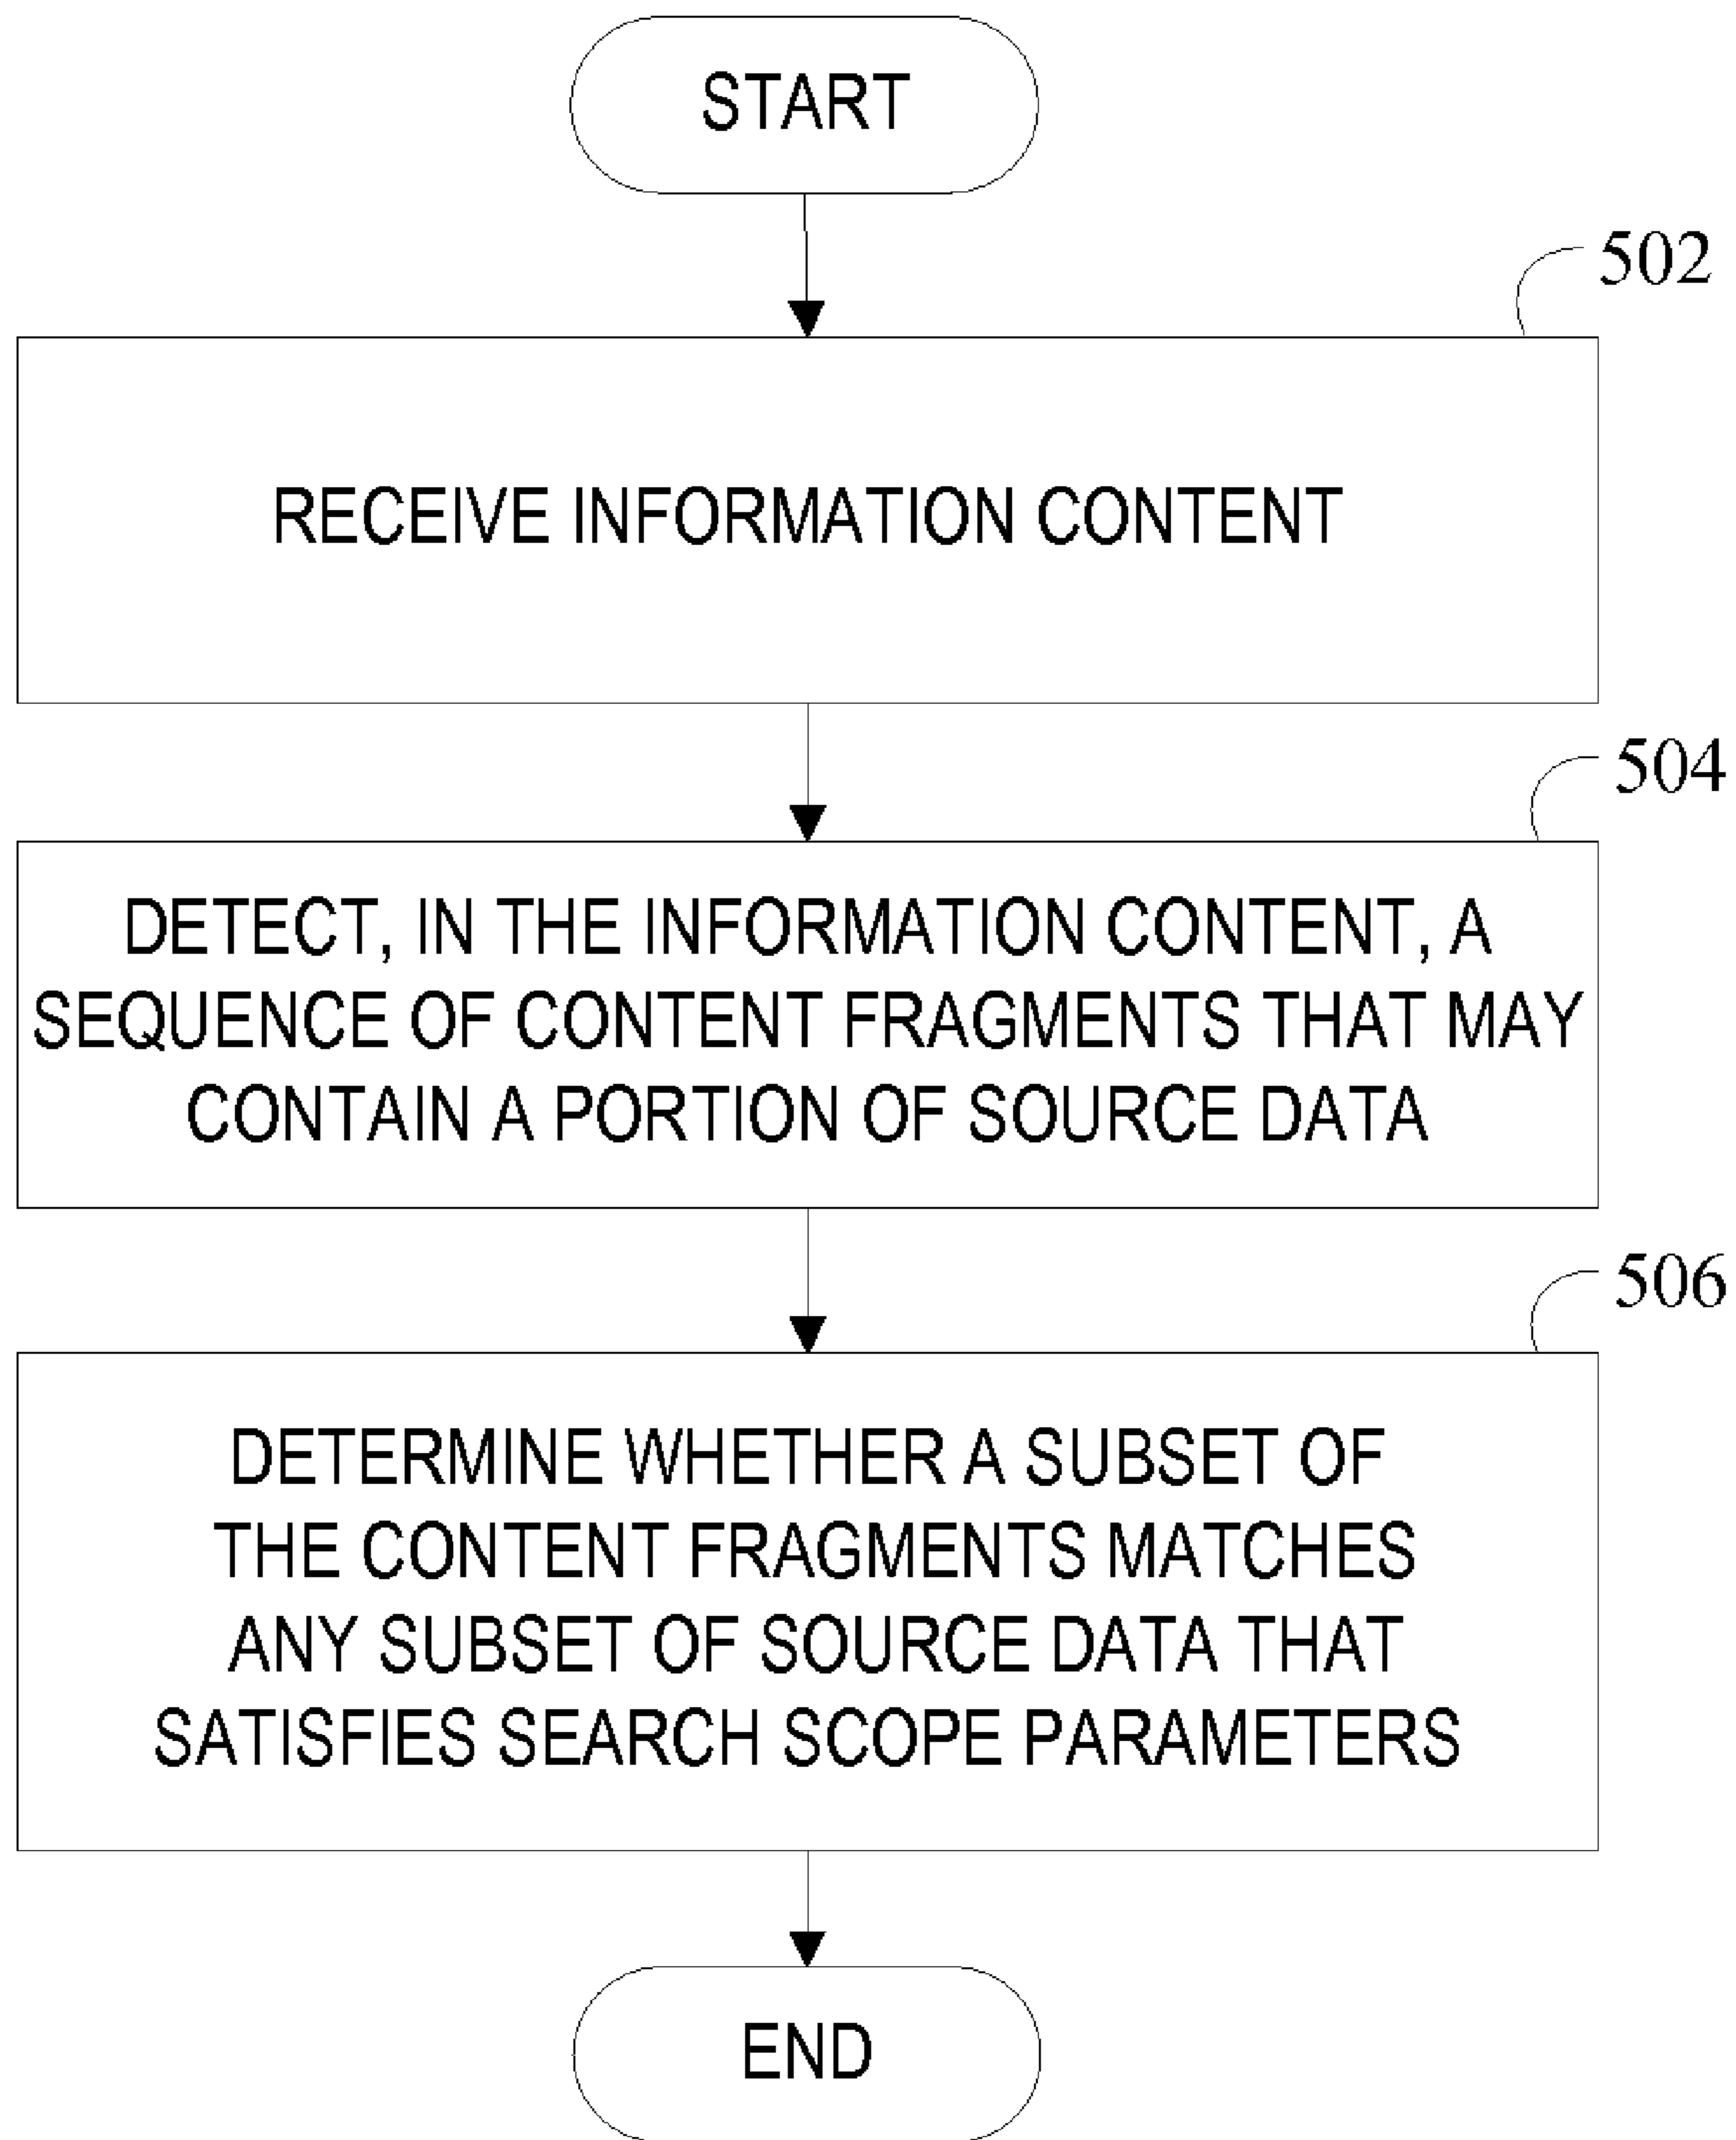 START
502
RECEIVE INFORMATION CONTENT
504
DETECT, IN THE INFORMATION CONTENT, A
SEQUENCE OF CONTENT FRAGMENTS THAT MAY
CONTAIN A PORTION OF SOURCE DATA
506
DETERMINE WHETHER A SUBSET OF
THE CONTENT FRAGMENTS MATCHES
ANY SUBSET OF SOURCE DATA THAT
SATISFIES SEARCH SCOPE PARAMETERS
END